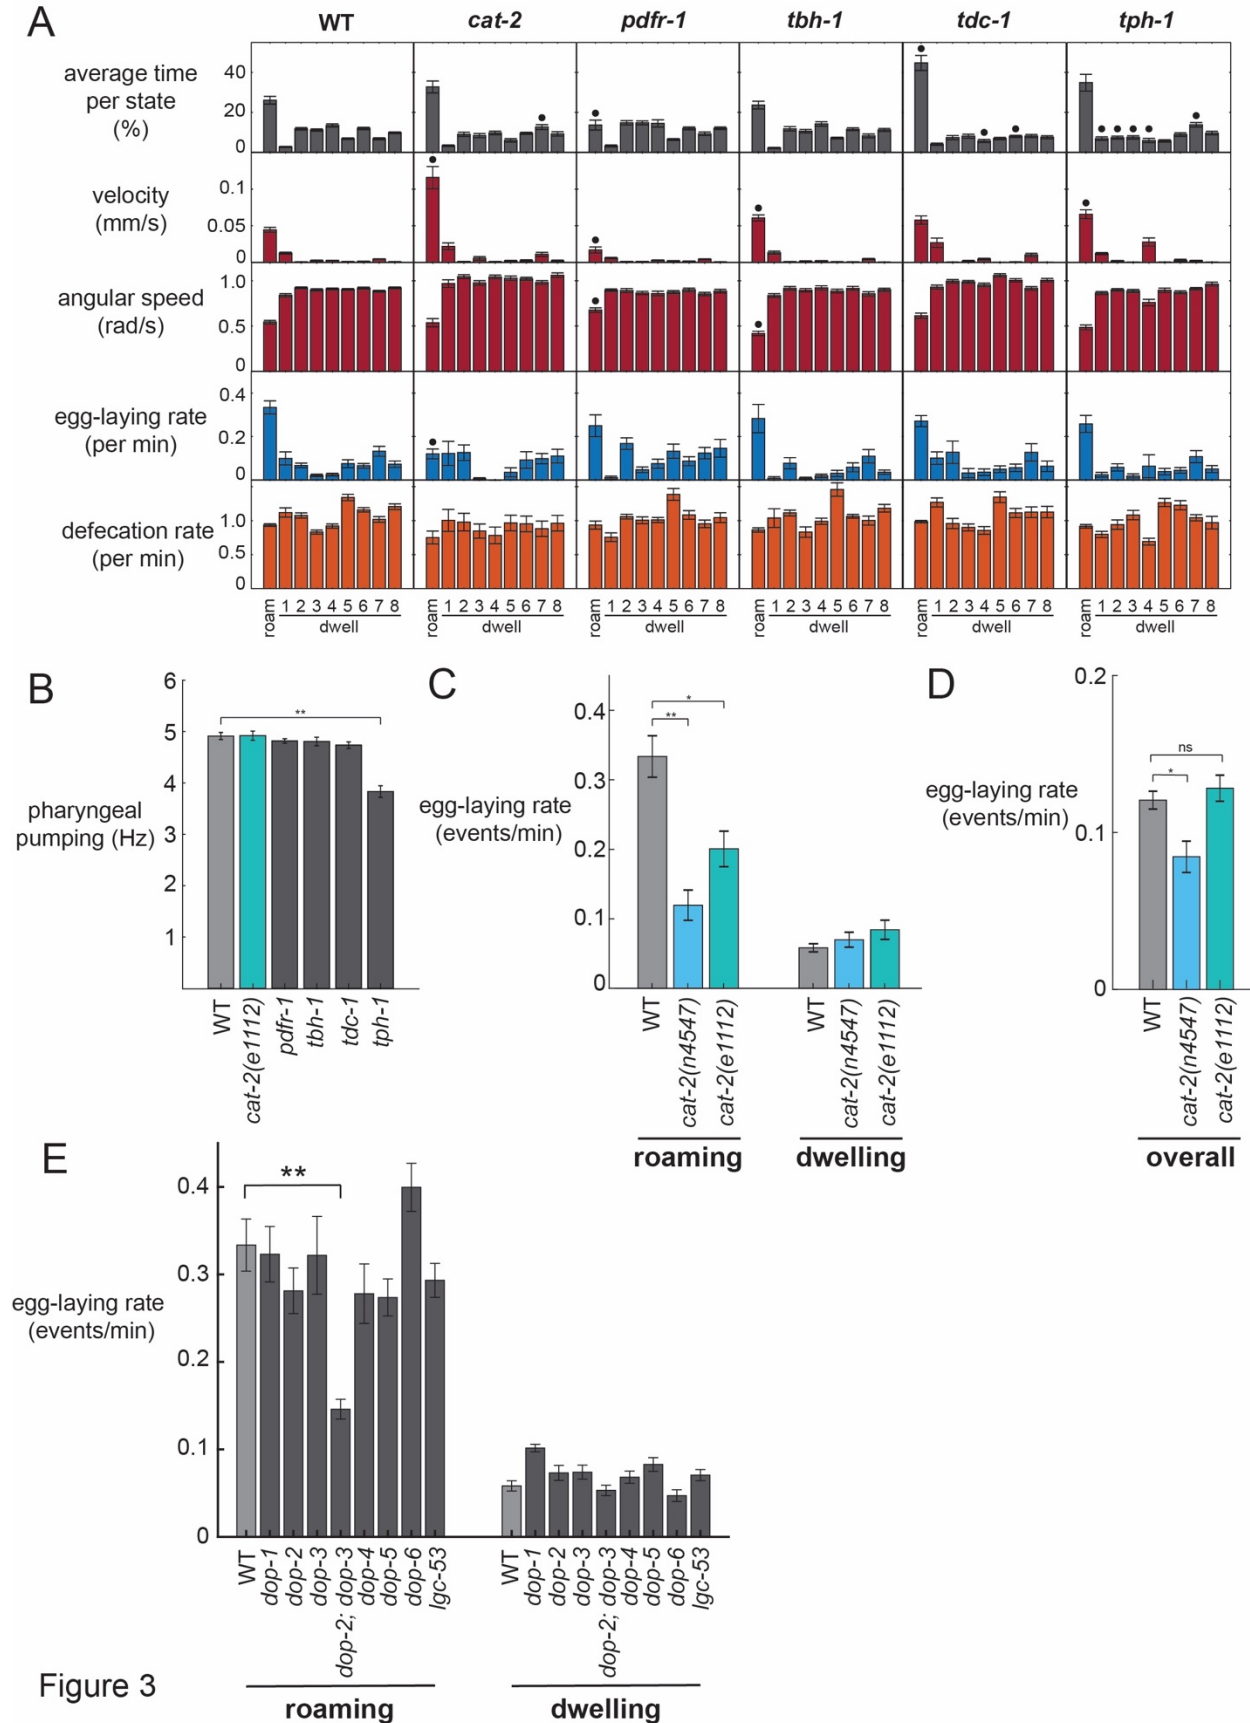 A
WT
cat-2
pdfr-1
tbh-1
tdc-1
tph-1
average time
per state
(%)
40
20
0
velocity
(mm/s)
0.1
0.05
0
angular speed
(rad/s)
1.0
0.5
0
egg-laying rate
(per min)
0.4
0.2
0
defecation rate
(per min)
1.0
0.5
0
roam 1 2 3 4 5 6 7 8
dwell
roam 1 2 3 4 5 6 7 8
dwell
roam 1 2 3 4 5 6 7 8
dwell
roam 1 2 3 4 5 6 7 8
dwell
roam 1 2 3 4 5 6 7 8
dwell
roam 1 2 3 4 5 6 7 8
dwell
B
pharyngeal
pumping (Hz)
6
5
4
3
2
1
**
WT
cat-2(e1112)
pdfr-1
tbh-1
tdc-1
tph-1
C
egg-laying rate
(events/min)
0.4
0.3
0.2
0.1
0
*
**
WT
cat-2(n4547)
cat-2(e1112)
WT
cat-2(n4547)
cat-2(e1112)
roaming
dwelling
D
egg-laying rate
(events/min)
0.2
0.1
0
ns
*
WT
cat-2(n4547)
cat-2(e1112)
overall
E
egg-laying rate
(events/min)
0.4
0.3
0.2
0.1
0
**
WT
dop-1
dop-2
dop-3
dop-2; dop-3
dop-4
dop-5
dop-6
lgc-53
WT
dop-1
dop-2
dop-3
dop-2; dop-3
dop-4
dop-5
dop-6
lgc-53
roaming
dwelling
Figure 3